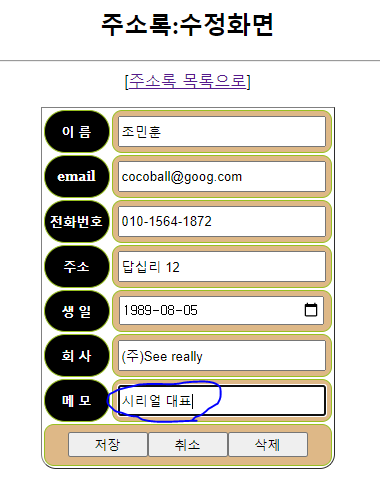 주소록:수정화면
[주소록 목록으로]
이 름 조민훈
email cocoball@goog.com
전화번호 010-1564-1872
주소 답십리 12
생 일 1989-08-05
회 사 (주)See really
메 모 시리얼 대표
저장 취소 삭제